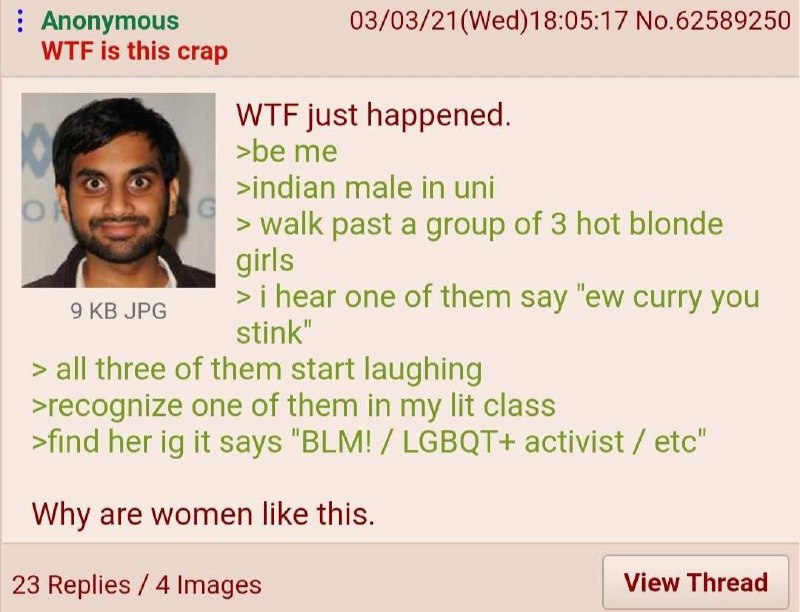 Anonymous 03/03/21(Wed)18:05:17 No.62589250
WTF is this crap
WTF just happened.
>be me
>indian male in uni
> walk past a group of 3 hot blonde
girls
> i hear one of them say "ew curry you
stink"
9 KB JPG
> all three of them start laughing
>recognize one of them in my lit class
>find her ig it says "BLM! / LGBQT+ activist / etc"
Why are women like this.
23 Replies / 4 Images
View Thread